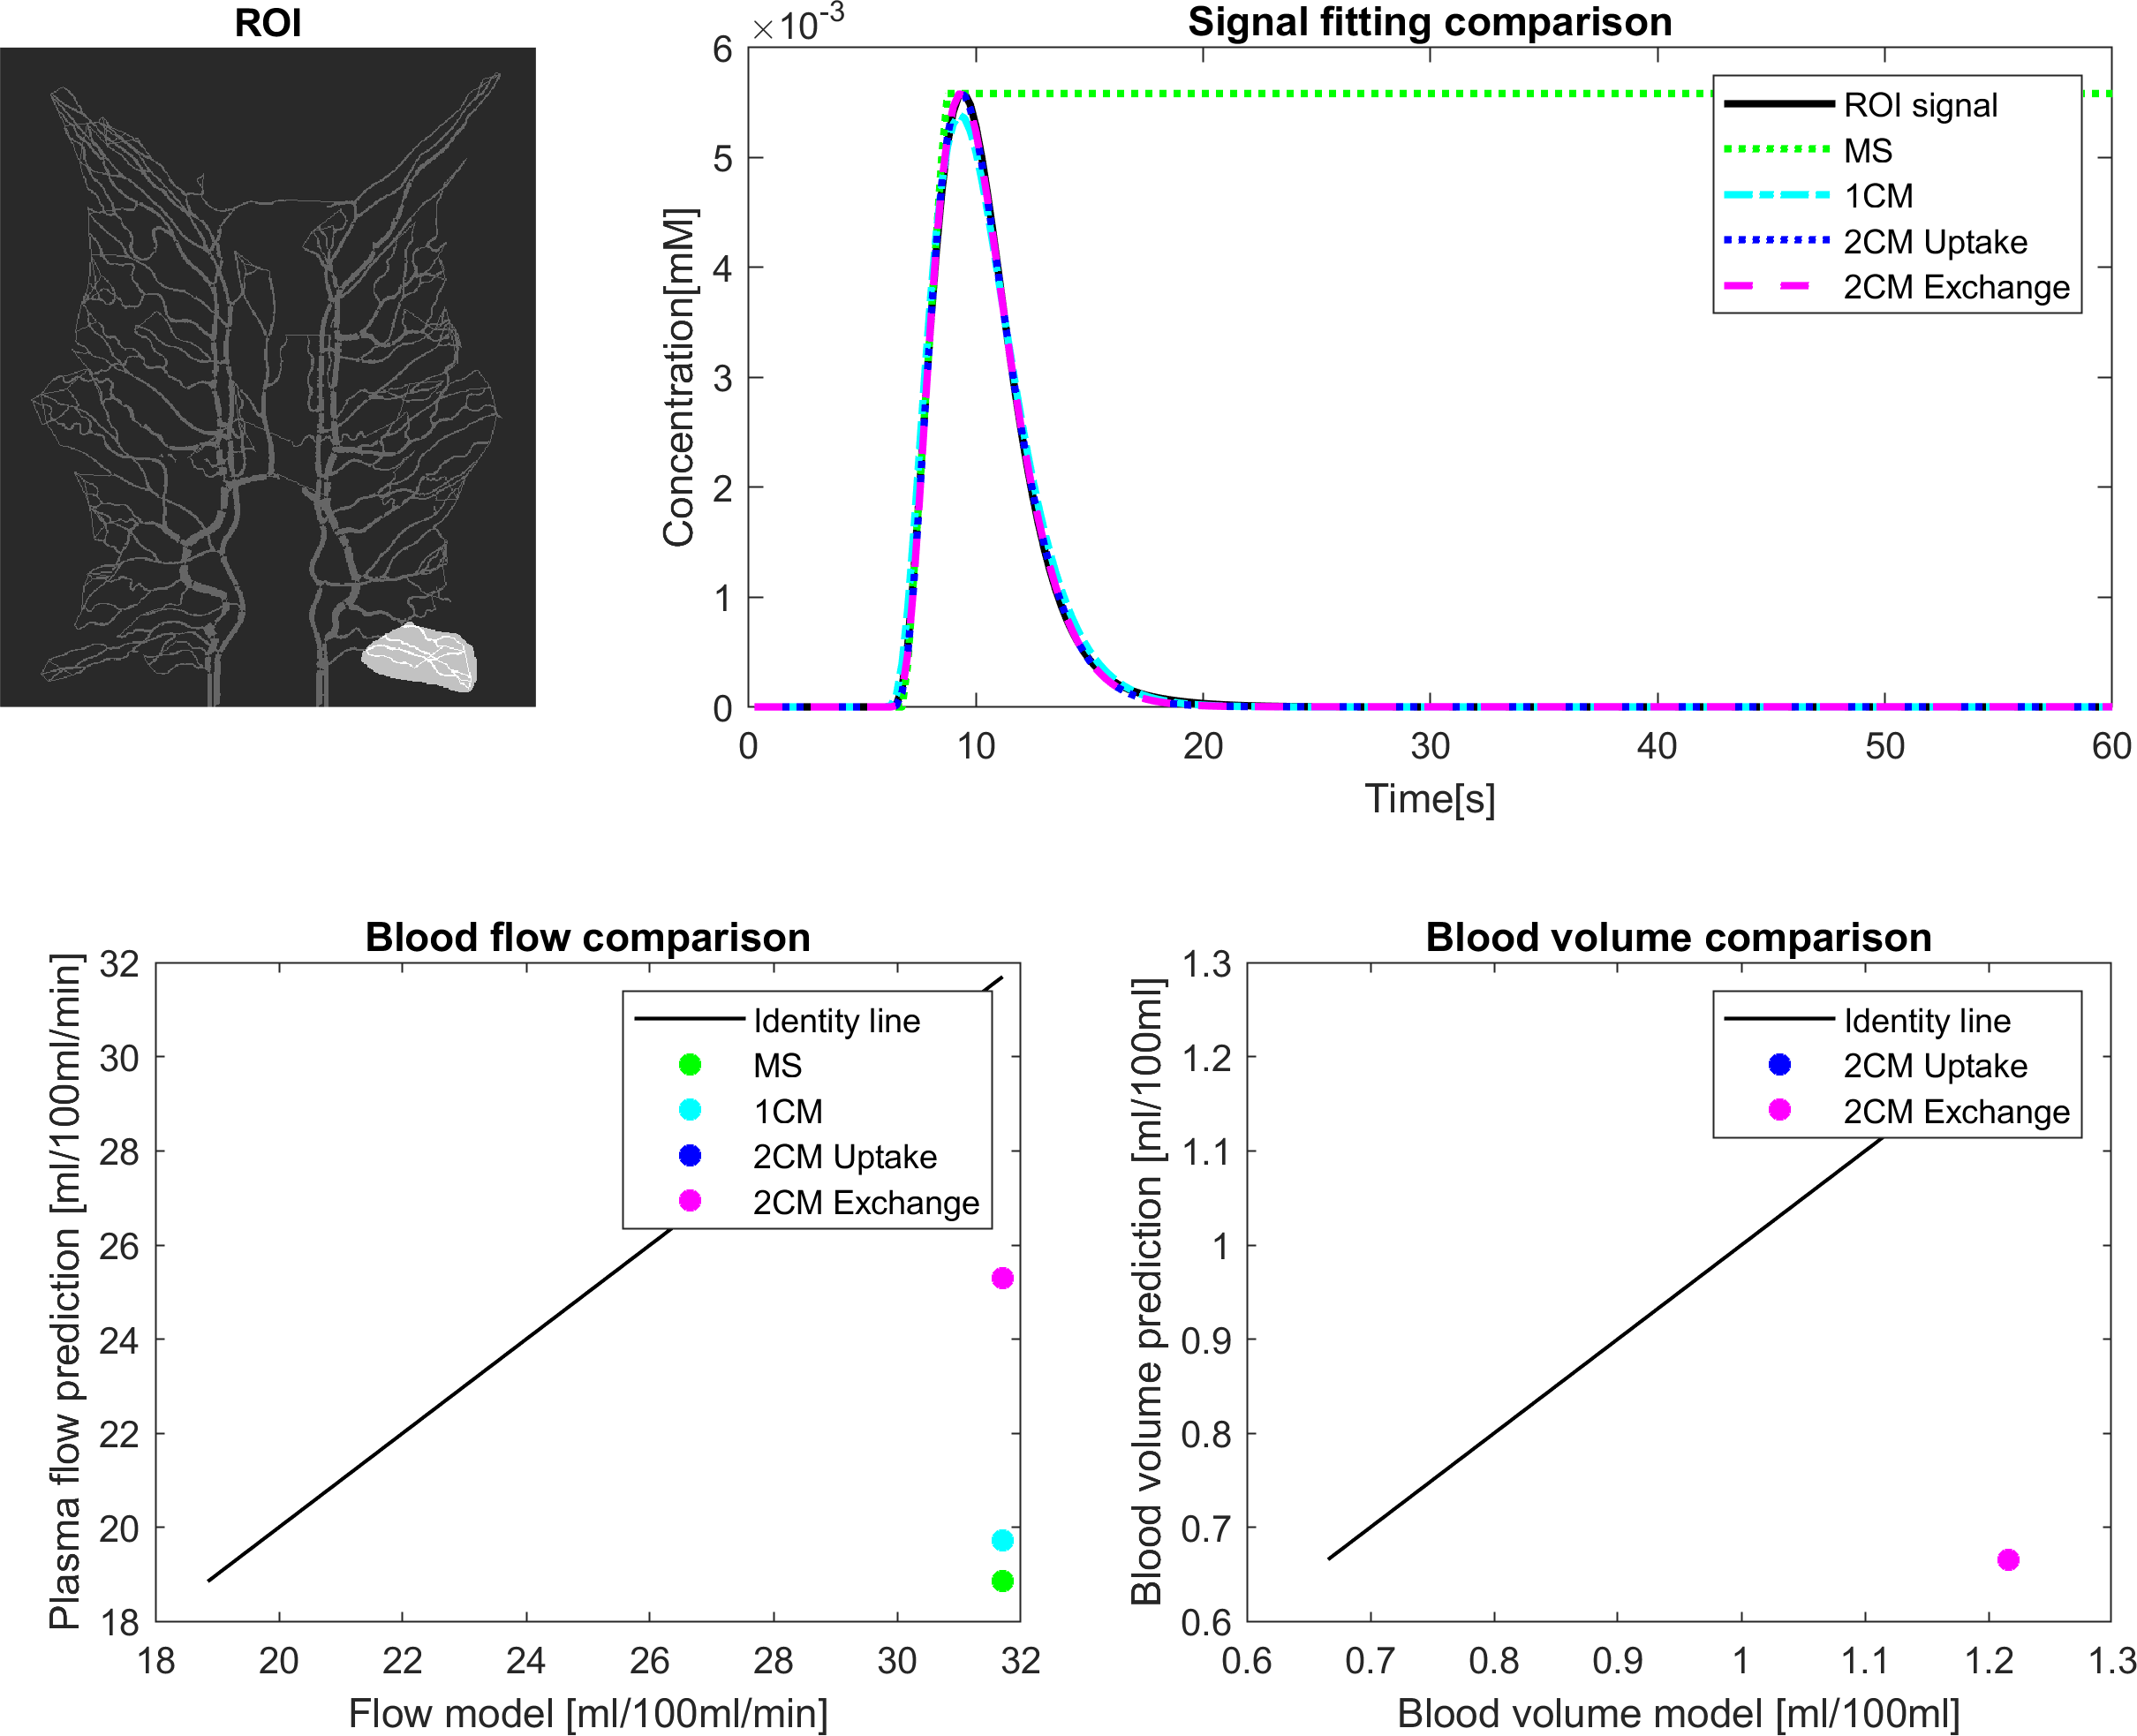 ROI
Signal fitting comparison
×10-3
6
5
4
3
2
1
0
Concentration[mM]
0 10 20 30 40 50 60
Time[s]
ROI signal
MS
1CM
2CM Uptake
2CM Exchange
Blood flow comparison
Plasma flow prediction [ml/100ml/min]
32
30
28
26
24
22
20
18
Identity line
MS
1CM
2CM Uptake
2CM Exchange
18 20 22 24 26 28 30 32
Flow model [ml/100ml/min]
Blood volume comparison
Blood volume prediction [ml/100ml]
1.3
1.2
1.1
1
0.9
0.8
0.7
0.6
Identity line
2CM Uptake
2CM Exchange
0.6 0.7 0.8 0.9 1 1.1 1.2 1.3
Blood volume model [ml/100ml]